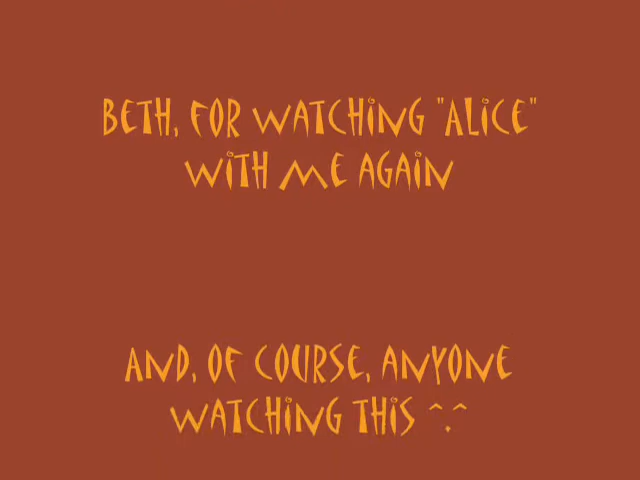 BETH, FOR WATCHING "ALICE"
WITH ME AGAIN
AND, OF COURSE, ANYONE
WATCHING THIS ^.^